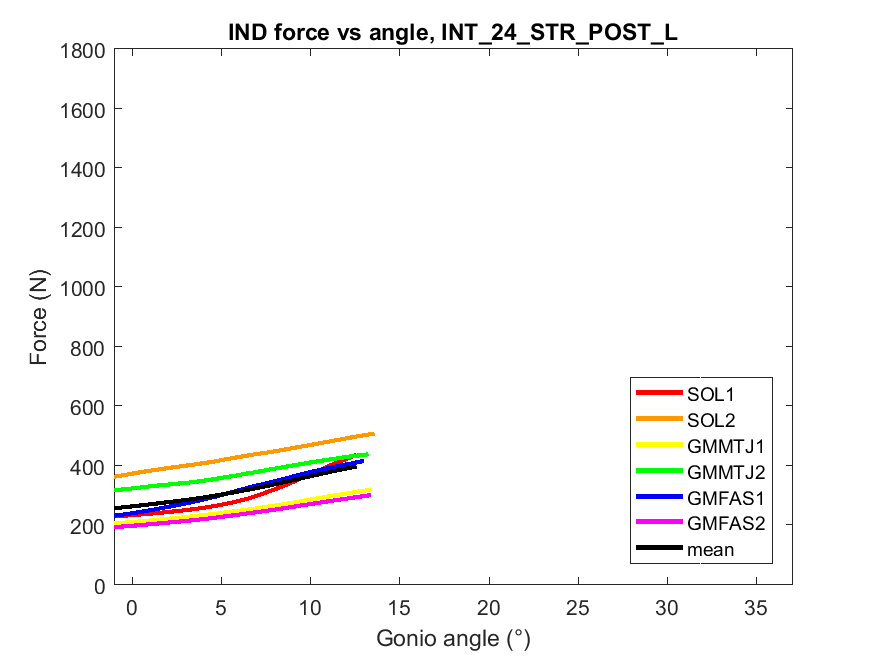 IND force vs angle, INT_24_STR_POST_L
1800
1600
1400
1200
1000
800
600
400
200
0
Force (N)
0 5 10 15 20 25 30 35
Gonio angle (°)
SOL1
SOL2
GMMTJ1
GMMTJ2
GMFAS1
GMFAS2
mean